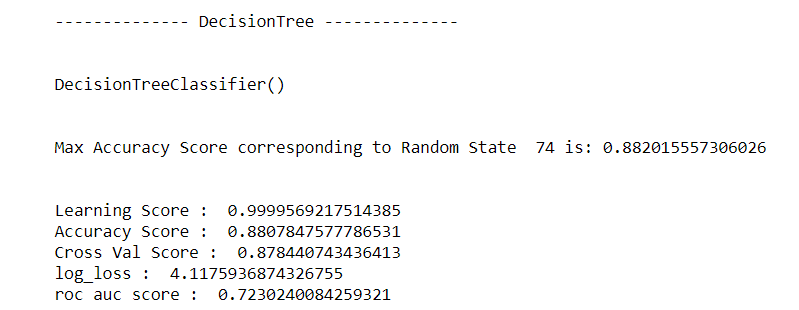 -------------- DecisionTree --------------
DecisionTreeClassifier()
Max Accuracy Score corresponding to Random State  74 is: 0.882015557306026
Learning Score :  0.9999569217514385
Accuracy Score :  0.8807847577786531
Cross Val Score :  0.878440743436413
log_loss :  4.1175936874326755
roc auc score :  0.7230240084259321